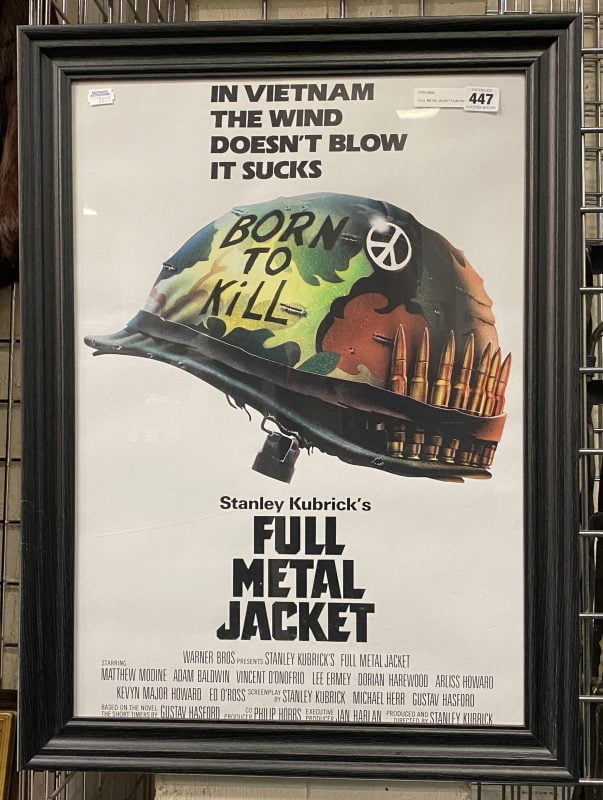 IN VIETNAM
THE WIND
DOESN'T BLOW
IT SUCKS
447
BORN
TO
KILL
Stanley Kubrick's
FULL
METAL
JACKET
WARNER BROS PRESENTS STANLEY KUBRICK'S FULL METAL JACKET
STARRING MATTHEW MODINE ADAM BALDWIN VINCENT D'ONOFRIO LEE ERMEY DORIAN HAREWOOD ARLISS HOWARD
KEVYN MAJOR HOWARD ED O'ROSS SCREENPLAY BY STANLEY KUBRICK MICHAEL HERR GUSTAV HASFORD
BASED ON THE NOVEL THE SHORT-TIMERS BY GUSTAV HASFORD CO PRODUCER PHILIP HOBBS EXECUTIVE PRODUCER JAN HARLAN PRODUCED AND DIRECTED BY STANLEY KUBRICK